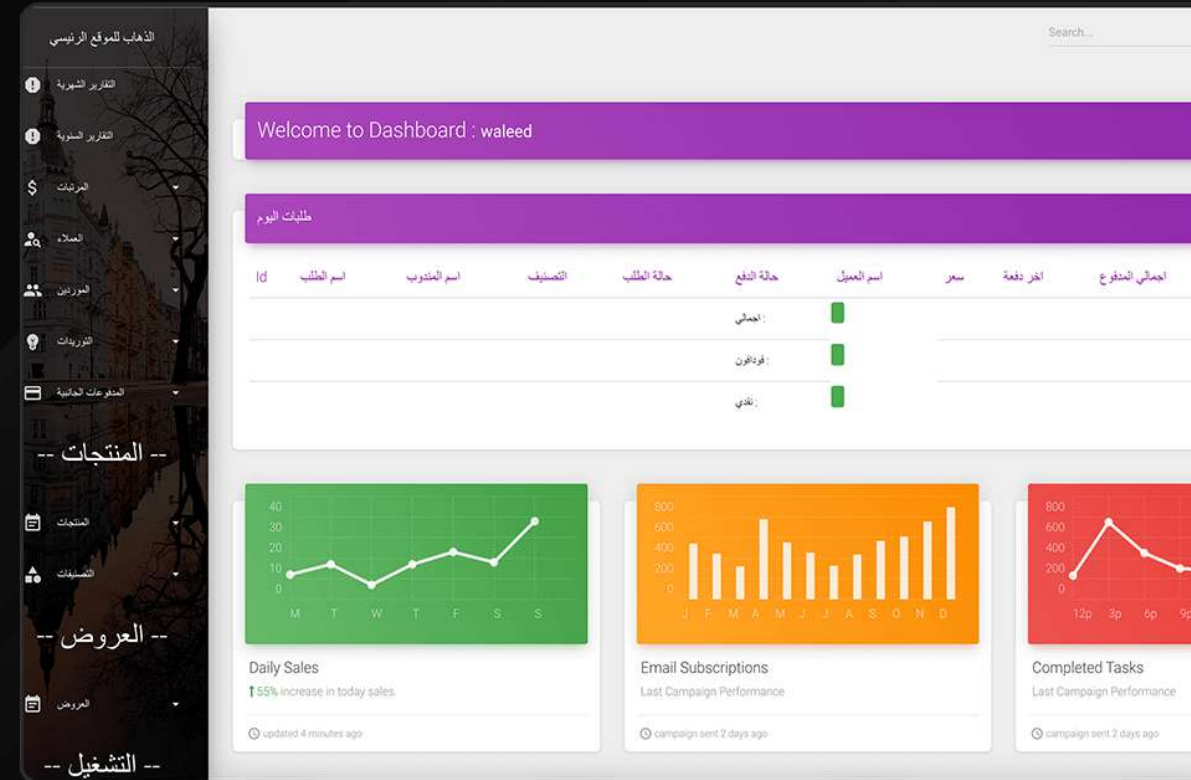 الذهاب للموقع الرئيسي
التقارير الشهرية
التقارير السنوية
المرتبات
العملاء
الموردين
التوريدات
المدفوعات الجانبية
-- المنتجات --
المنتجات
التصنيفات
-- العروض --
العروض
-- التشغيل --
Search...
Welcome to Dashboard : waleed
طلبات اليوم
Id اسم الطلب اسم المندوب التصنيف حالة الطلب حالة الدفع اسم العميل سعر اخر دفعة اجمالي المدفوع
اجمالي :
فودافون :
نقدي :
40
30
20
10
0
M T W T F S S
Daily Sales
55% increase in today sales.
updated 4 minutes ago
800
600
400
200
0
J F M A M J J A S O N D
Email Subscriptions
Last Campaign Performance
campaign sent 2 days ago
800
600
400
200
0
12p 3p 6p 9p
Completed Tasks
Last Campaign Performance
campaign sent 2 days ago